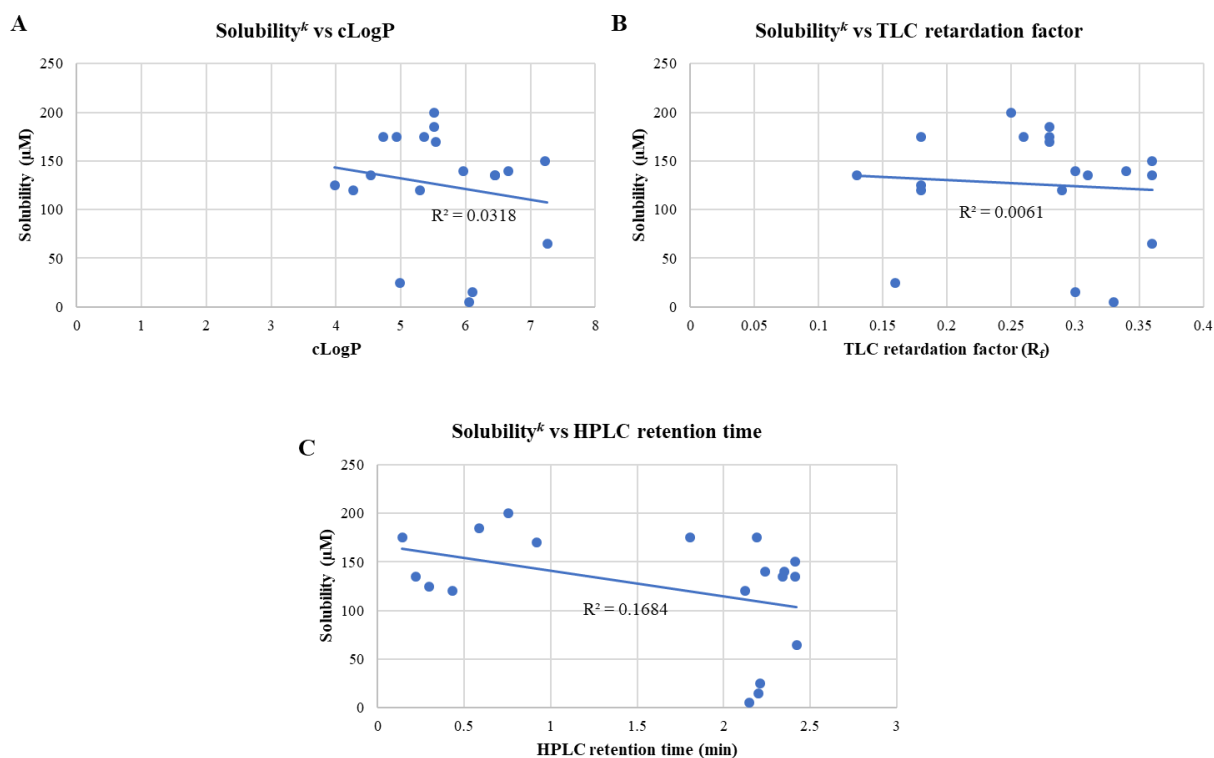 A
Solubilityᵏ vs cLogP
Solubility (µM)
250
200
150
100
50
0
R² = 0.0318
0 1 2 3 4 5 6 7 8
cLogP
B
Solubilityᵏ vs TLC retardation factor
Solubility (µM)
250
200
150
100
50
0
R² = 0.0061
0 0.05 0.1 0.15 0.2 0.25 0.3 0.35 0.4
TLC retardation factor (Rf)
C
Solubilityᵏ vs HPLC retention time
Solubility (µM)
250
200
150
100
50
0
R² = 0.1684
0 0.5 1 1.5 2 2.5 3
HPLC retention time (min)